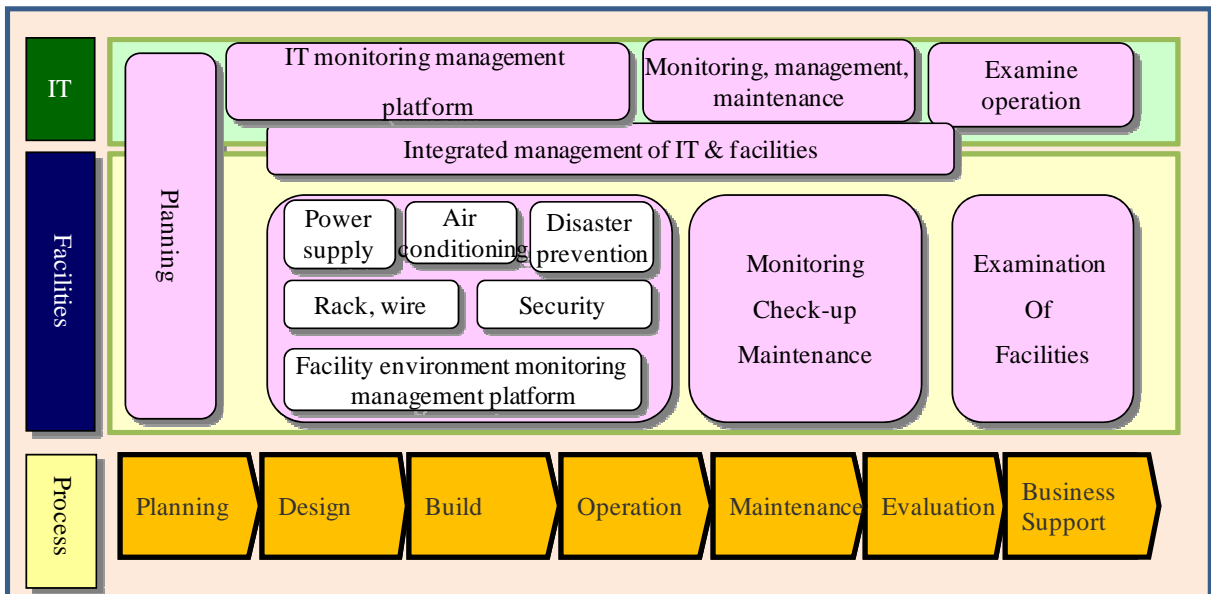 IT
IT monitoring management
platform
Monitoring, management,
maintenance
Examine
operation
Integrated management of IT & facilities
Planning
Facilities
Power
supply
Air
conditioning
Disaster
prevention
Rack, wire
Security
Facility environment monitoring
management platform
Monitoring
Check-up
Maintenance
Examination
Of
Facilities
Process
Planning
Design
Build
Operation
Maintenance
Evaluation
Business
Support